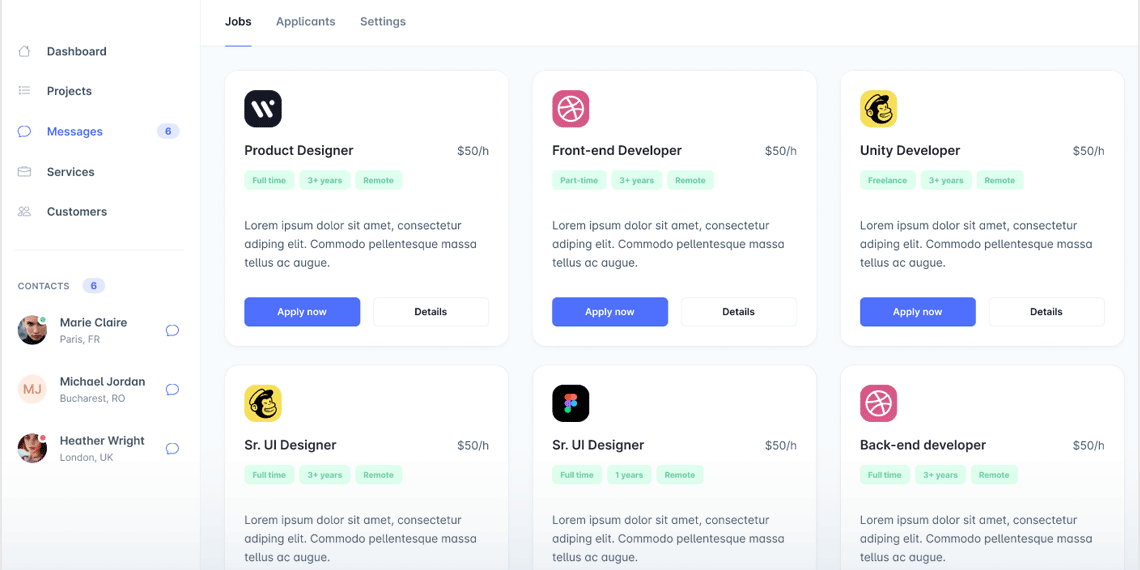 Jobs
Applicants
Settings
Dashboard
Projects
Messages
6
Services
Customers
CONTACTS
6
Marie Claire
Paris, FR
MJ
Michael Jordan
Bucharest, RO
Heather Wright
London, UK
Product Designer
$50/h
Full time
3+ years
Remote
Lorem ipsum dolor sit amet, consectetur
adiping elit. Commodo pellentesque massa
tellus ac augue.
Apply now
Details
Front-end Developer
$50/h
Part-time
3+ years
Remote
Lorem ipsum dolor sit amet, consectetur
adiping elit. Commodo pellentesque massa
tellus ac augue.
Apply now
Details
Unity Developer
$50/h
Freelance
3+ years
Remote
Lorem ipsum dolor sit amet, consectetur
adiping elit. Commodo pellentesque massa
tellus ac augue.
Apply now
Details
Sr. UI Designer
$50/h
Full time
3+ years
Remote
Lorem ipsum dolor sit amet, consectetur
adiping elit. Commodo pellentesque massa
tellus ac augue.
Sr. UI Designer
$50/h
Full time
1 years
Remote
Lorem ipsum dolor sit amet, consectetur
adiping elit. Commodo pellentesque massa
tellus ac augue.
Back-end developer
$50/h
Full time
3+ years
Remote
Lorem ipsum dolor sit amet, consectetur
adiping elit. Commodo pellentesque massa
tellus ac augue.